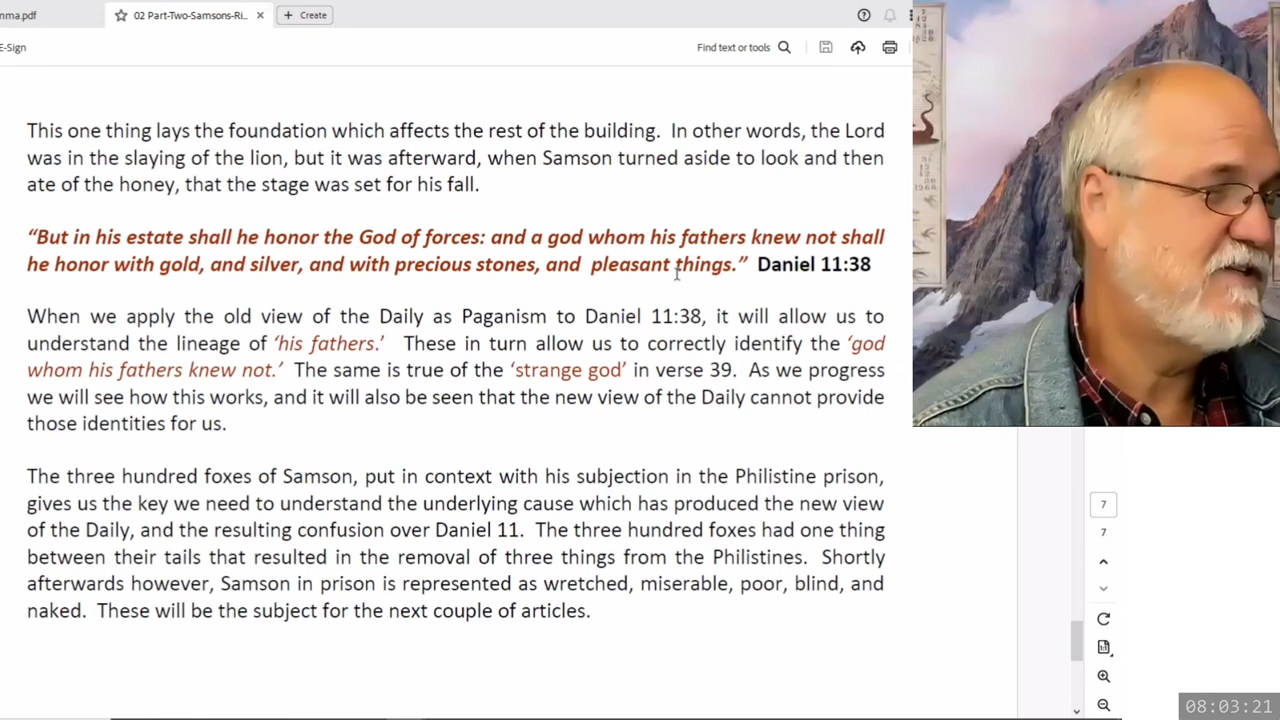 mma.pdf
02 Part-Two-Samsons-Ri...
Create
E-Sign
Find text or tools
This one thing lays the foundation which affects the rest of the building. In other words, the Lord
was in the slaying of the lion, but it was afterward, when Samson turned aside to look and then
ate of the honey, that the stage was set for his fall.
“But in his estate shall he honor the God of forces: and a god whom his fathers knew not shall
he honor with gold, and silver, and with precious stones, and pleasant things.” Daniel 11:38
When we apply the old view of the Daily as Paganism to Daniel 11:38, it will allow us to
understand the lineage of ‘his fathers.’ These in turn allow us to correctly identify the ‘god
whom his fathers knew not.’ The same is true of the ‘strange god’ in verse 39. As we progress
we will see how this works, and it will also be seen that the new view of the Daily cannot provide
those identities for us.
The three hundred foxes of Samson, put in context with his subjection in the Philistine prison,
gives us the key we need to understand the underlying cause which has produced the new view
of the Daily, and the resulting confusion over Daniel 11. The three hundred foxes had one thing
between their tails that resulted in the removal of three things from the Philistines. Shortly
afterwards however, Samson in prison is represented as wretched, miserable, poor, blind, and
naked. These will be the subject for the next couple of articles.
7
7
08:03:21